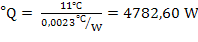 °Q = 11°C / 0,0023 °C/W = 4782,60 W